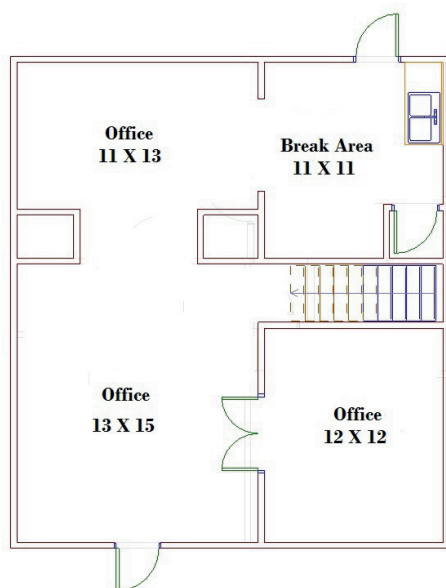 Office
11 X 13
Break Area
11 X 11
Office
13 X 15
Office
12 X 12